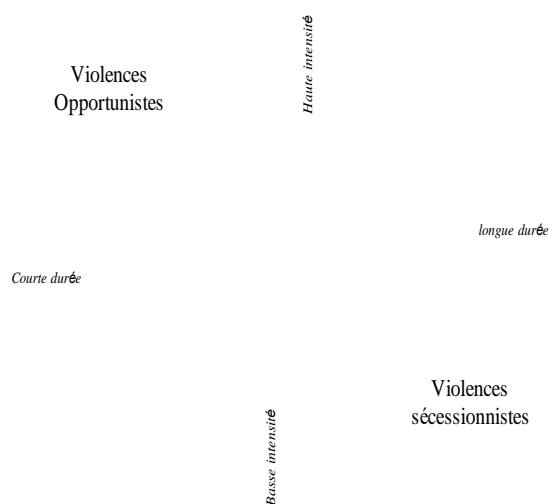 Haute intensité
Violences
Opportunistes
longue durée
Courte durée
Violences
sécessionnistes
Basse intensité